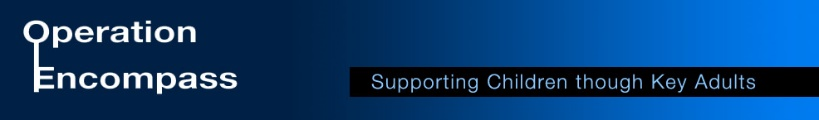 Operation
Encompass
Supporting Children though Key Adults